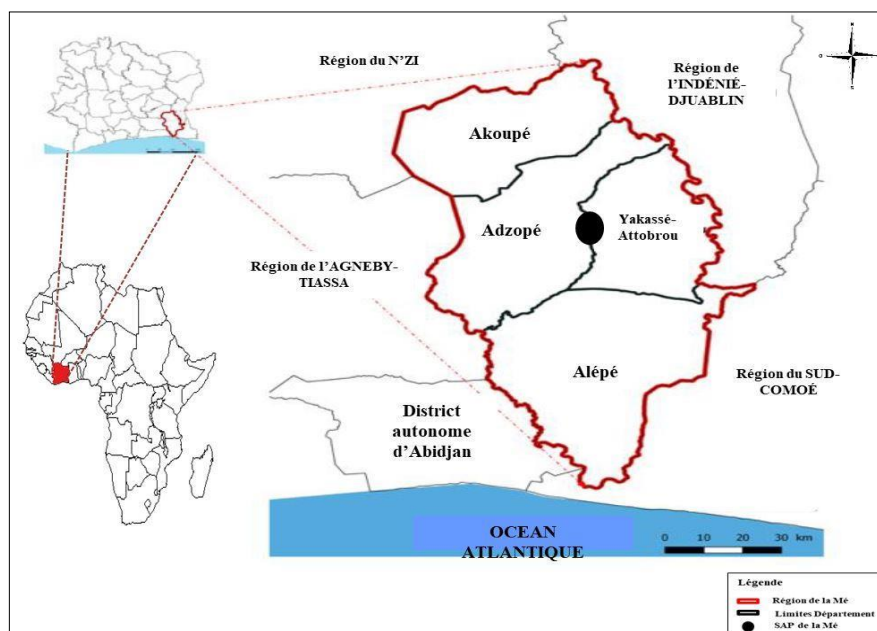 Région du N'ZI
Région de
l'INDÉNIÉ-
DJUABLIN
N
O
E
S
Akoupé
Adzopé
Yakassé-
Attobrou
Région de l'AGNEBY-
TIASSA
Alépé
Région du SUD-
COMOÉ
District
autonome
d'Abidjan
OCEAN
ATLANTIQUE
0 10 20 30 km
Légende
Région de la Mé
Limites Département
SAP de la Mé